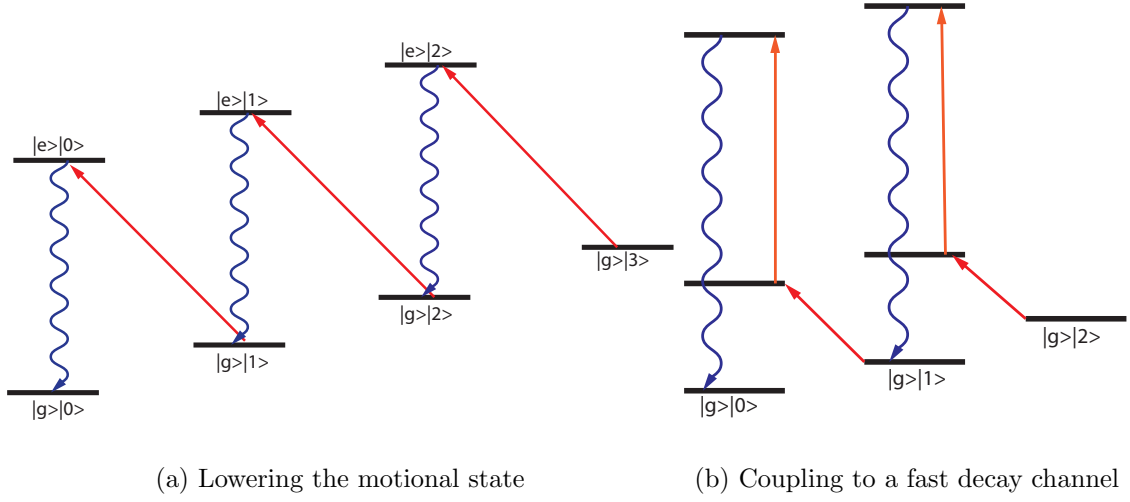 |e>|2>
|e>|1>
|e>|0>
|g>|3>
|g>|2>
|g>|1>
|g>|0>
|g>|2>
|g>|1>
|g>|0>
(a) Lowering the motional state
(b) Coupling to a fast decay channel